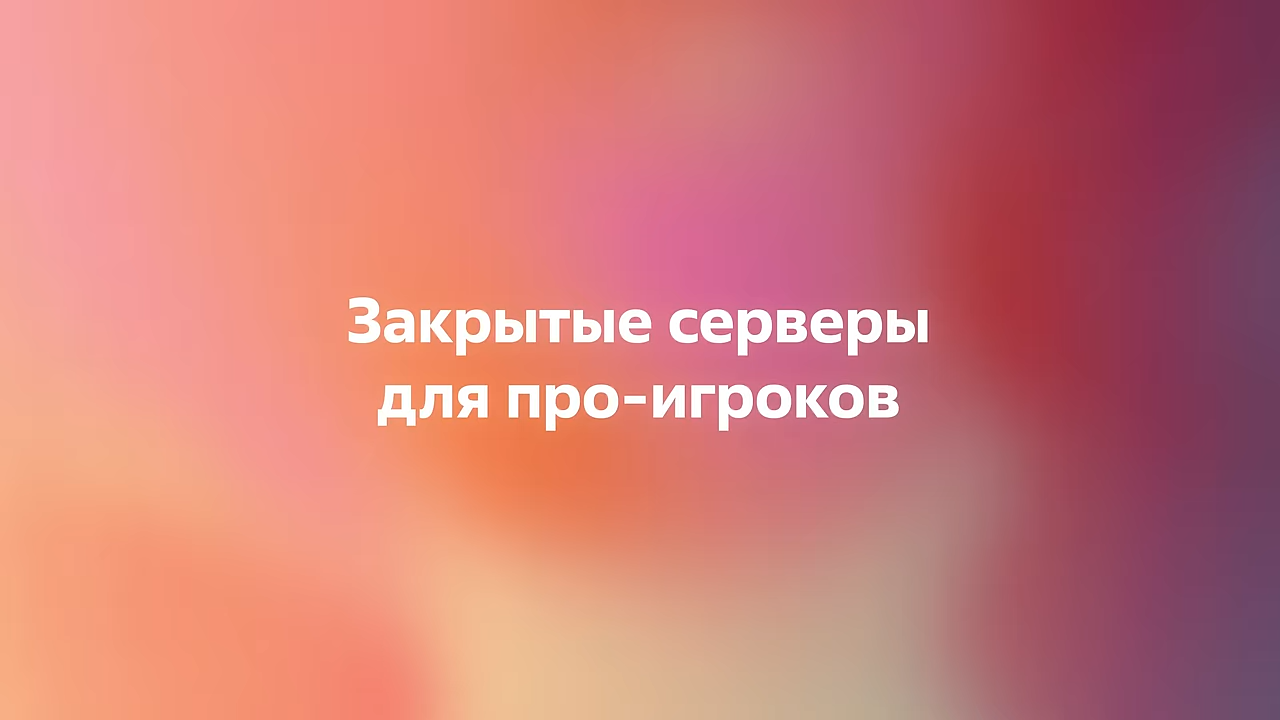 Закрытые серверы
для про-игроков